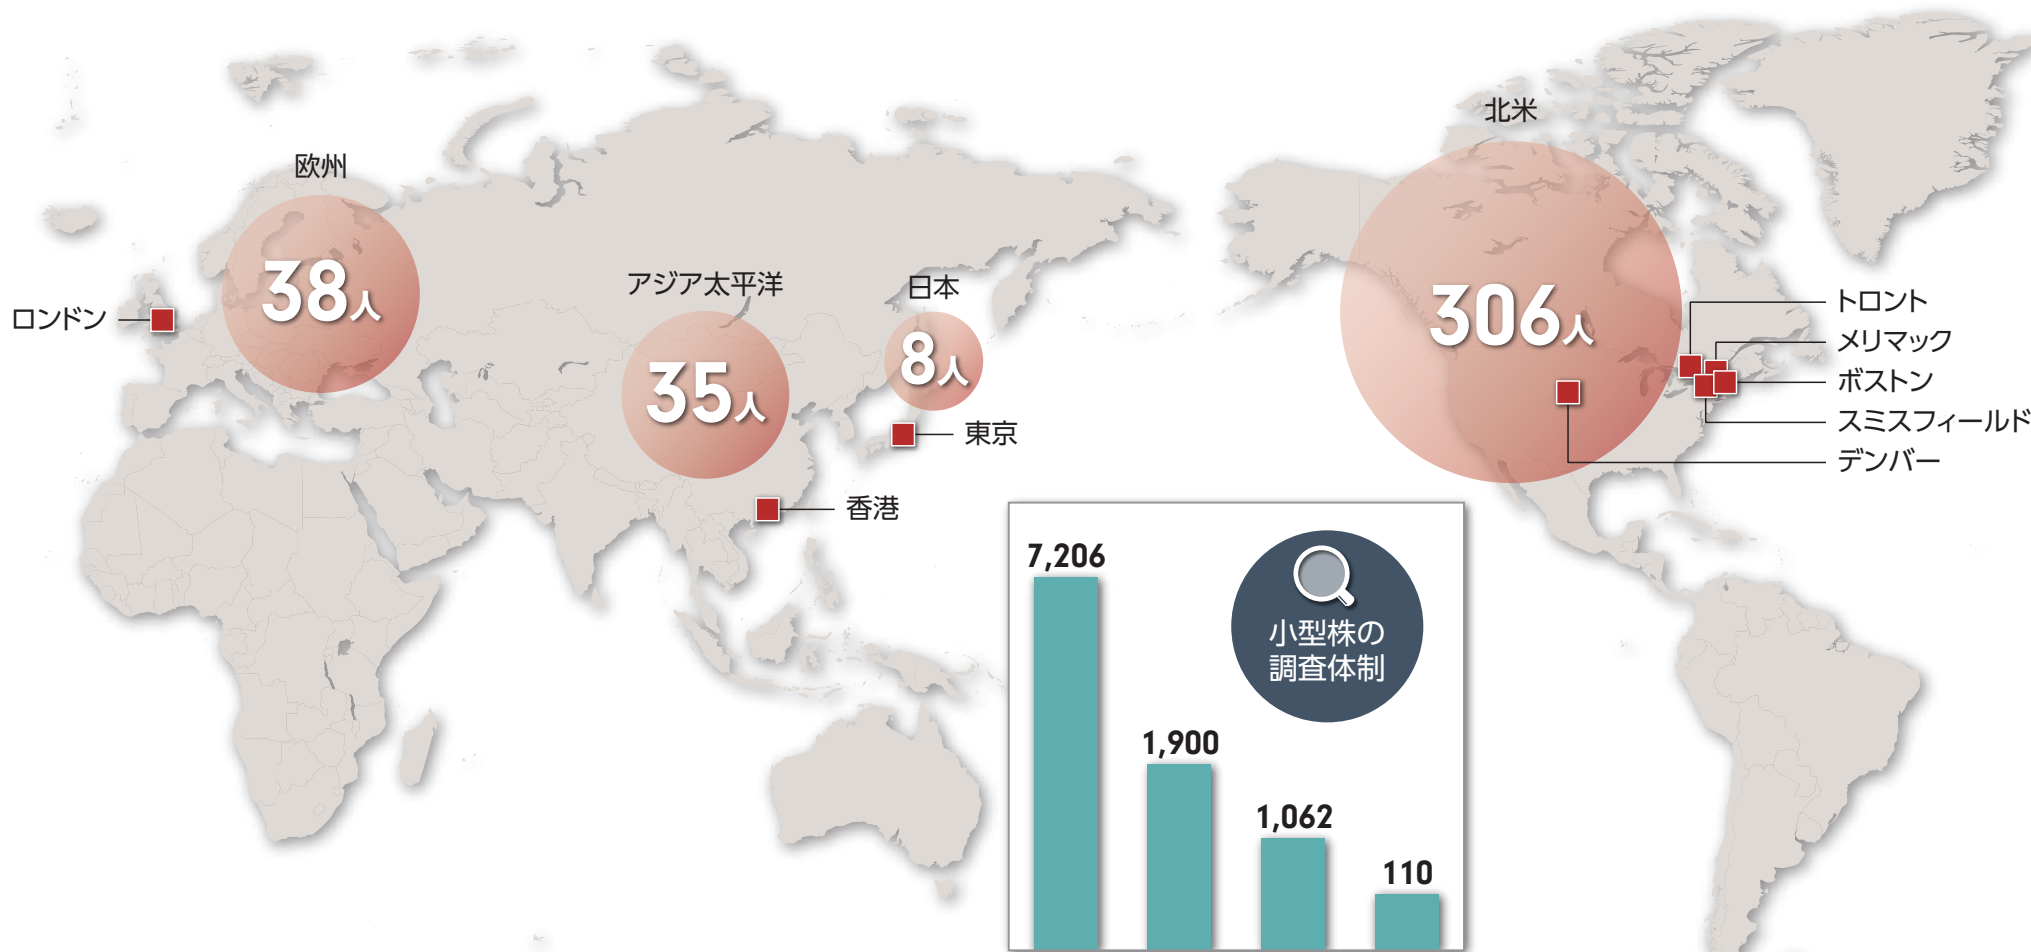 北米
欧州
38人
アジア太平洋
日本
306人
ロンドン
トロント
メリマック
8人
35人
ボストン
スミスフィールド
東京
デンバー
香港
7,206
小型株の
調査体制
1,900
1,062
110